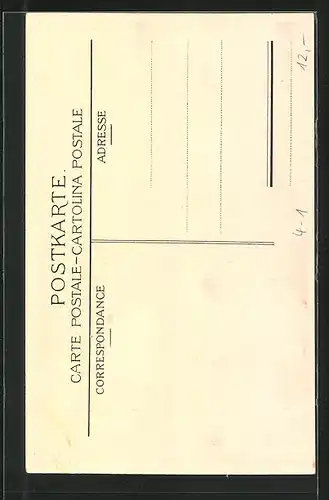 POSTKARTE.
CARTE POSTALE-CARTOLINA POSTALE
CORRESPONDANCE
ADRESSE
4-1
12,-